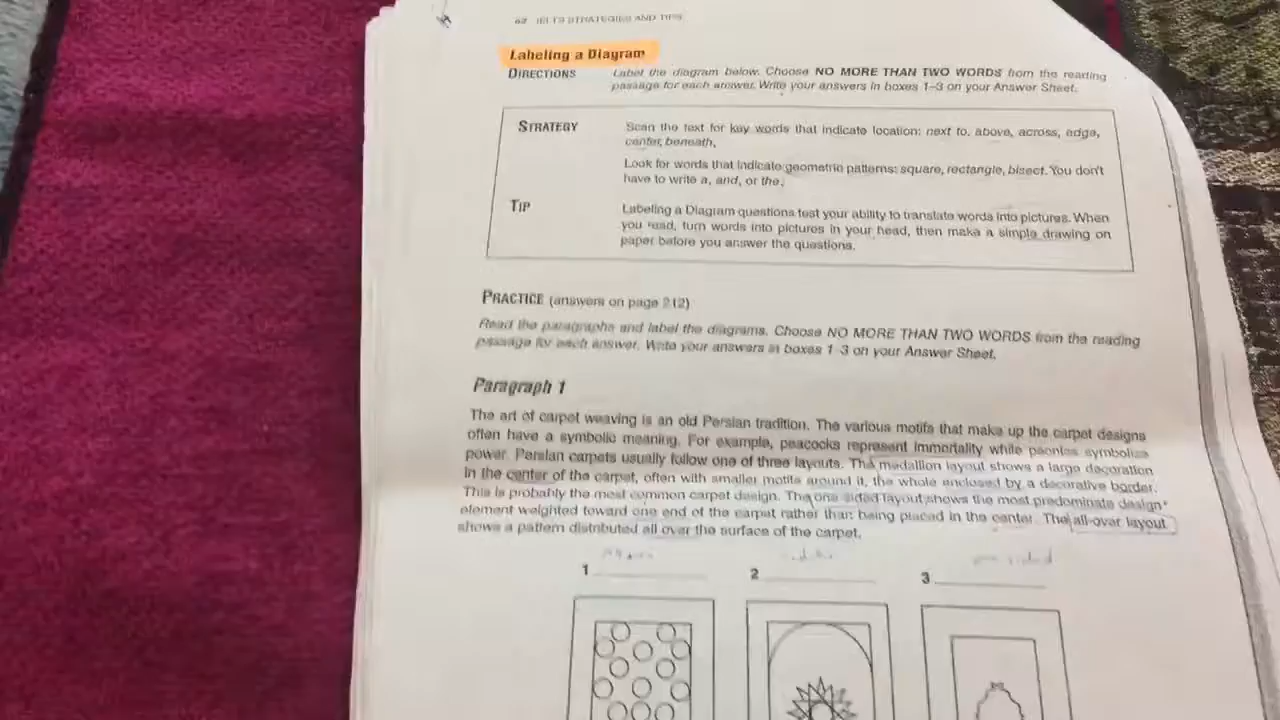 62 IELTS STRATEGIES AND TIPS
Labeling a Diagram
DIRECTIONS Label the diagram below. Choose NO MORE THAN TWO WORDS from the reading
passage for each answer. Write your answers in boxes 1–3 on your Answer Sheet.
STRATEGY Scan the text for key words that indicate location: next to, above, across, edge,
center, beneath.
Look for words that indicate geometric patterns: square, rectangle, bisect. You don't
have to write a, and, or the.
TIP Labeling a Diagram questions test your ability to translate words into pictures. When
you read, turn words into pictures in your head, then make a simple drawing on
paper before you answer the questions.
PRACTICE (answers on page 212)
Read the paragraphs and label the diagrams. Choose NO MORE THAN TWO WORDS from the reading
passage for each answer. Write your answers in boxes 1–3 on your Answer Sheet.
Paragraph 1
The art of carpet weaving is an old Persian tradition. The various motifs that make up the carpet designs
often have a symbolic meaning. For example, peacocks represent immortality while peonies symbolize
power. Persian carpets usually follow one of three layouts. The medallion layout shows a large decoration
in the center of the carpet, often with smaller motifs around it, the whole enclosed by a decorative border.
This is probably the most common carpet design. The one-sided layout shows the most predominate design
element weighted toward one end of the carpet rather than being placed in the center. The all-over layout
shows a pattern distributed all over the surface of the carpet.
one sided
1 2 3